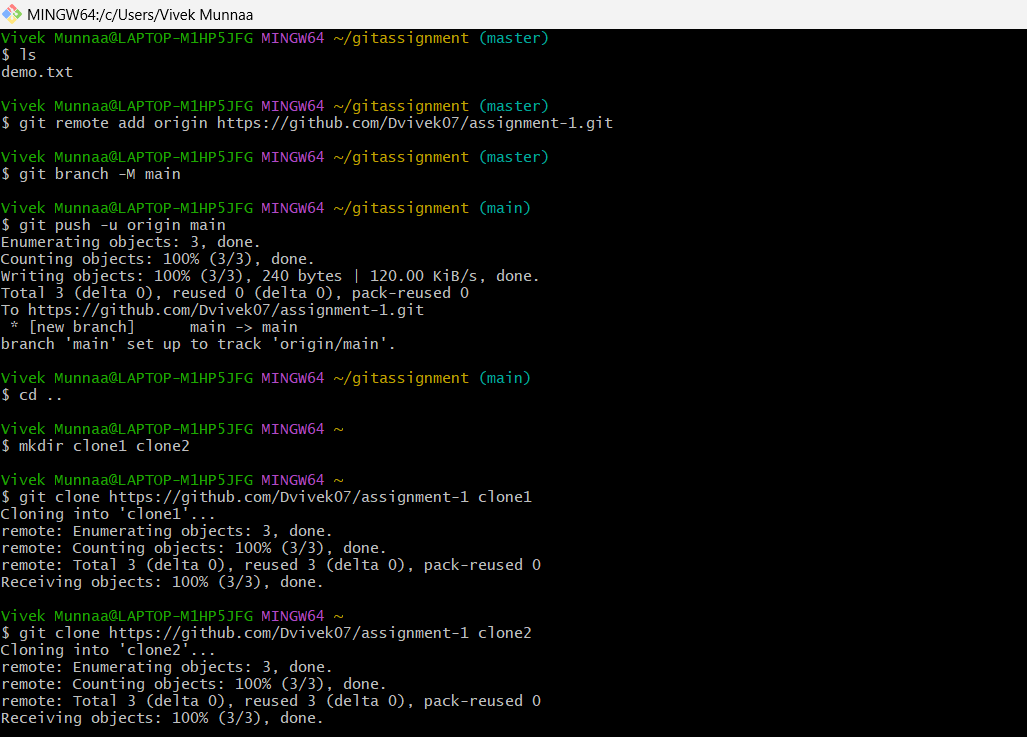 MINGW64:/c/Users/Vivek Munnaa
Vivek Munnaa@LAPTOP-M1HP5JFG MINGW64 ~/gitassignment (master)
$ ls
demo.txt
Vivek Munnaa@LAPTOP-M1HP5JFG MINGW64 ~/gitassignment (master)
$ git remote add origin https://github.com/Dvivek07/assignment-1.git
Vivek Munnaa@LAPTOP-M1HP5JFG MINGW64 ~/gitassignment (master)
$ git branch -M main
Vivek Munnaa@LAPTOP-M1HP5JFG MINGW64 ~/gitassignment (main)
$ git push -u origin main
Enumerating objects: 3, done.
Counting objects: 100% (3/3), done.
Writing objects: 100% (3/3), 240 bytes | 120.00 KiB/s, done.
Total 3 (delta 0), reused 0 (delta 0), pack-reused 0
To https://github.com/Dvivek07/assignment-1.git
 * [new branch]      main -> main
branch 'main' set up to track 'origin/main'.
Vivek Munnaa@LAPTOP-M1HP5JFG MINGW64 ~/gitassignment (main)
$ cd ..
Vivek Munnaa@LAPTOP-M1HP5JFG MINGW64 ~
$ mkdir clone1 clone2
Vivek Munnaa@LAPTOP-M1HP5JFG MINGW64 ~
$ git clone https://github.com/Dvivek07/assignment-1 clone1
Cloning into 'clone1'...
remote: Enumerating objects: 3, done.
remote: Counting objects: 100% (3/3), done.
remote: Total 3 (delta 0), reused 3 (delta 0), pack-reused 0
Receiving objects: 100% (3/3), done.
Vivek Munnaa@LAPTOP-M1HP5JFG MINGW64 ~
$ git clone https://github.com/Dvivek07/assignment-1 clone2
Cloning into 'clone2'...
remote: Enumerating objects: 3, done.
remote: Counting objects: 100% (3/3), done.
remote: Total 3 (delta 0), reused 3 (delta 0), pack-reused 0
Receiving objects: 100% (3/3), done.